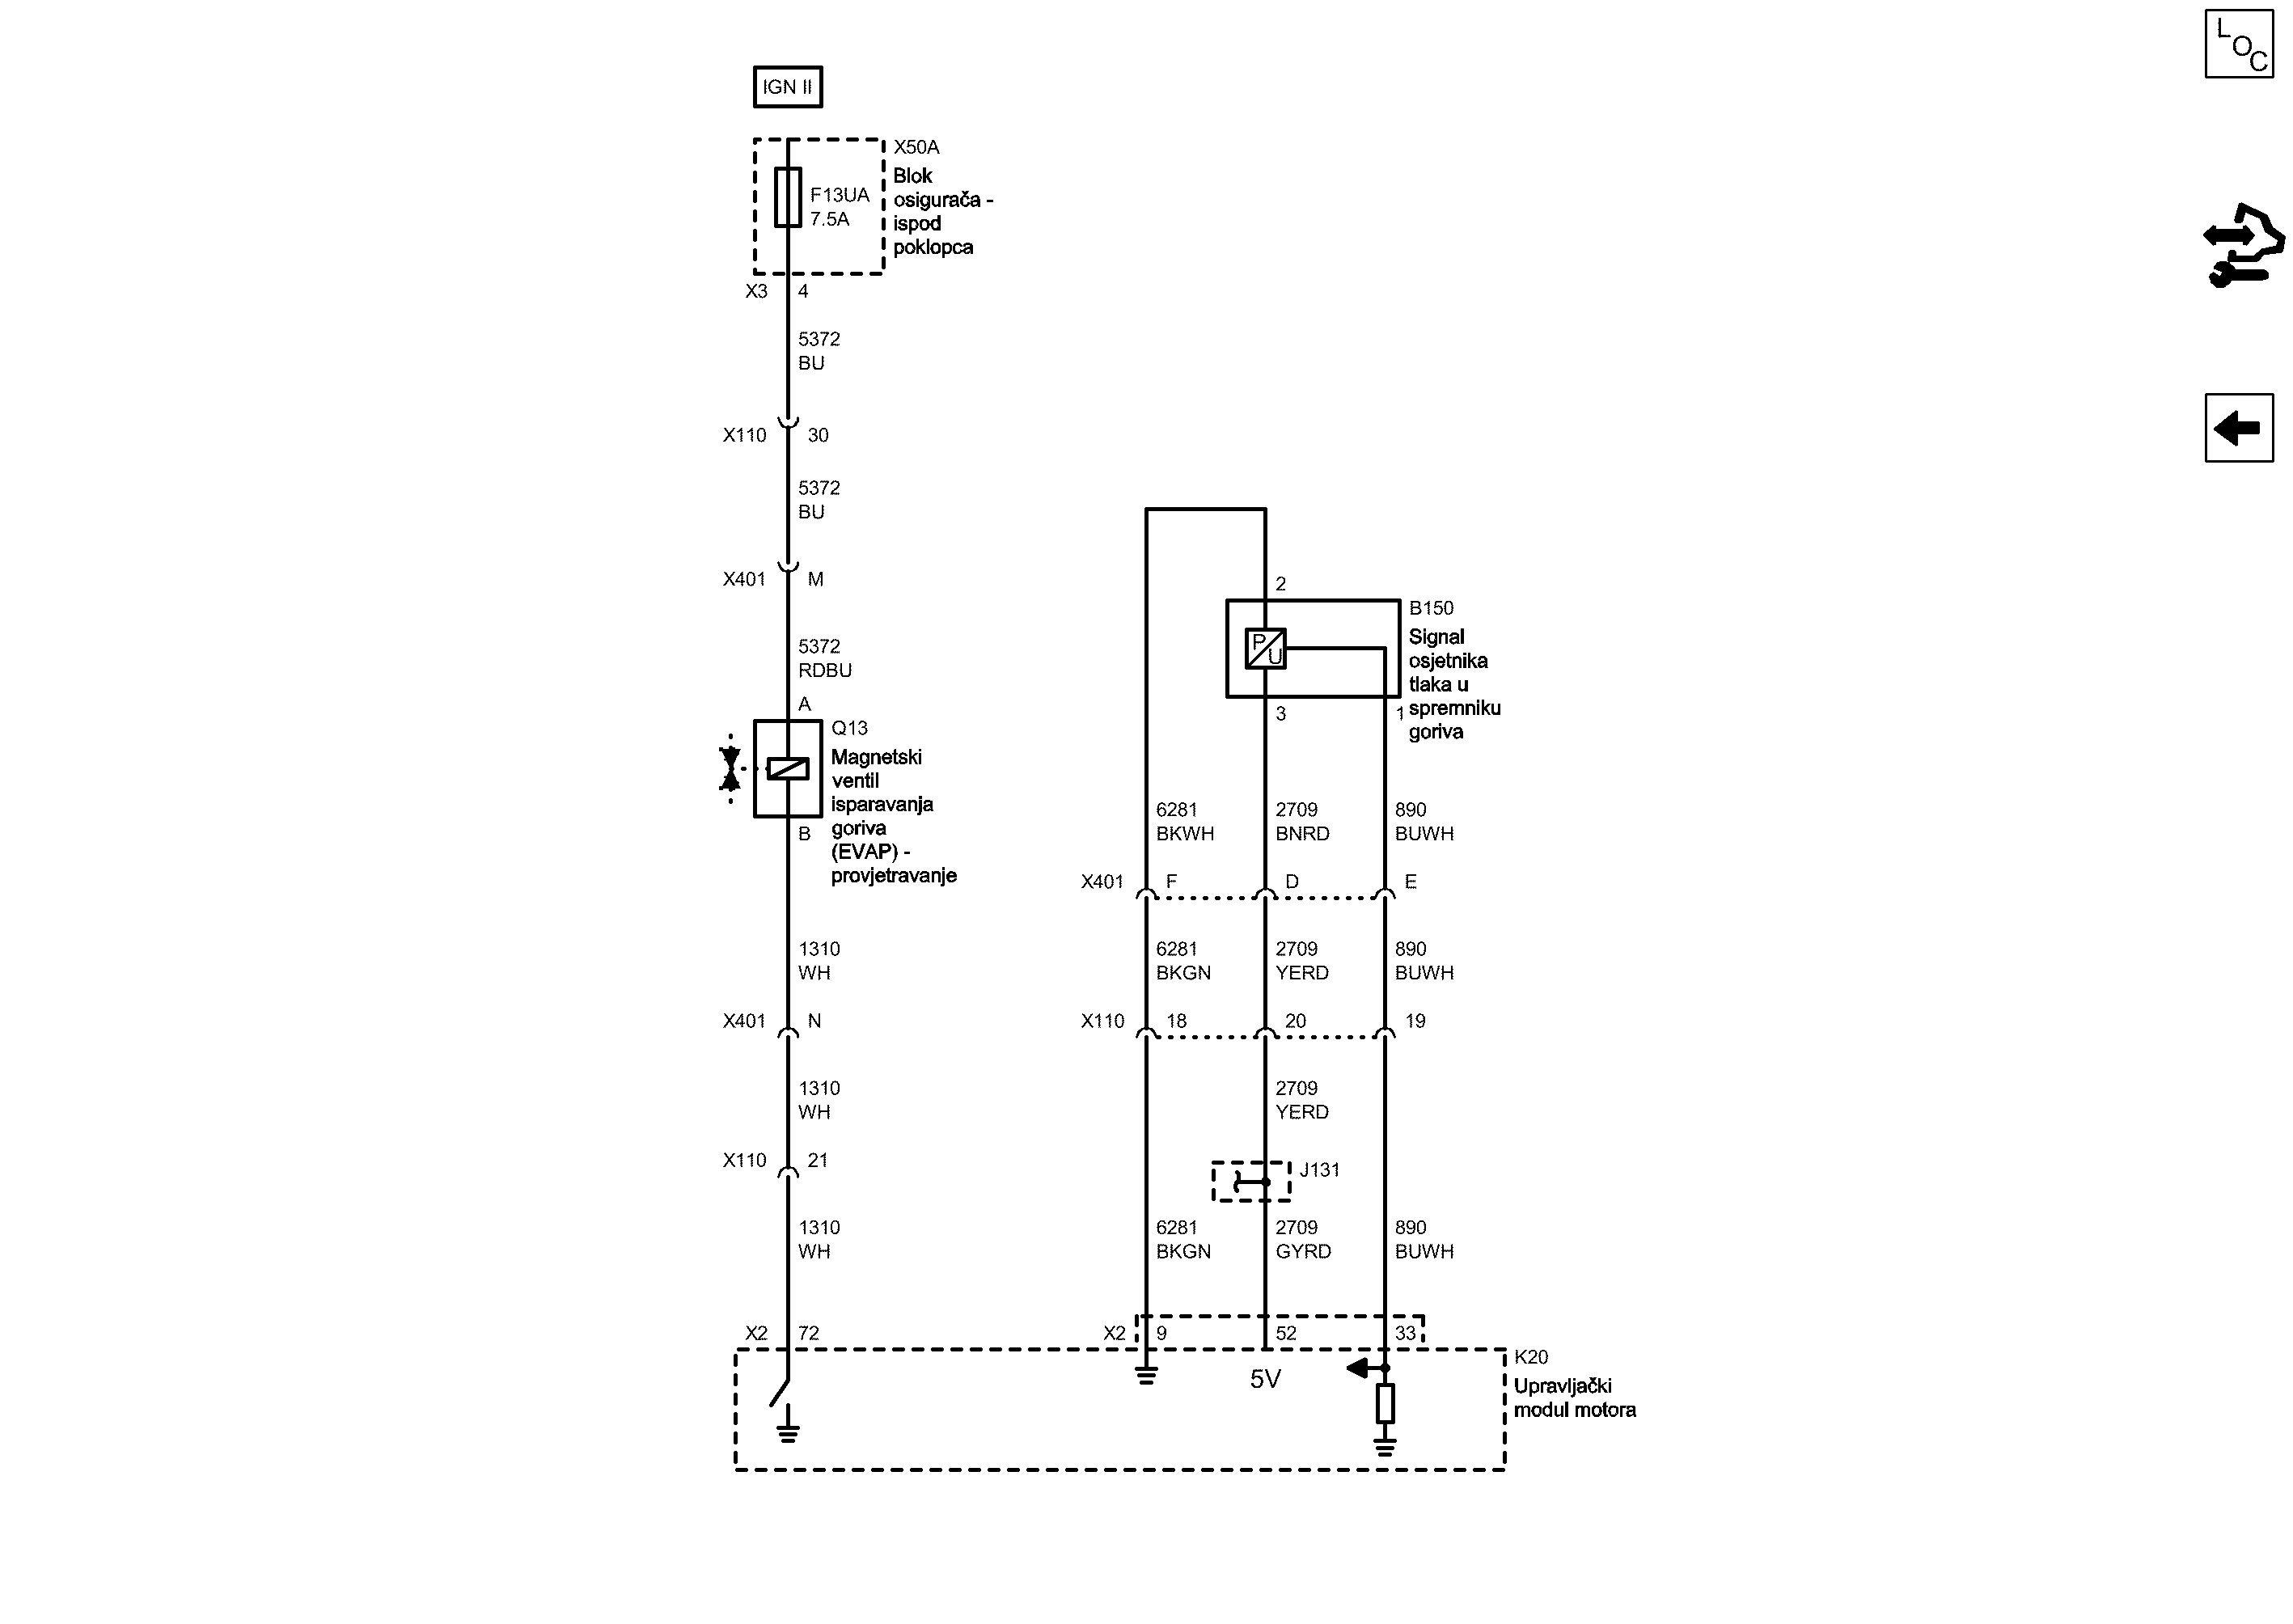 L
O
C
IGN II
X50A
Blok
osigurača -
ispod
poklopca
F13UA
7.5A
X3 4
5372
BU
X110 30
5372
BU
X401 M
5372
RDBU
A
Q13
Magnetski
ventil
isparavanja
goriva
(EVAP) -
provjetravanje
B
1310
WH
X401 N
1310
WH
X110 21
1310
WH
X2 72
2
B150
Signal
osjetnika
tlaka u
spremniku
goriva
P
U
3 1
6281 2709 890
BKWH BNRD BUWH
X401 F D E
6281 2709 890
BKGN YERD BUWH
X110 18 20 19
2709
YERD
J131
6281 2709 890
BKGN GYRD BUWH
X2 9 52 33
5V
K20
Upravljački
modul motora